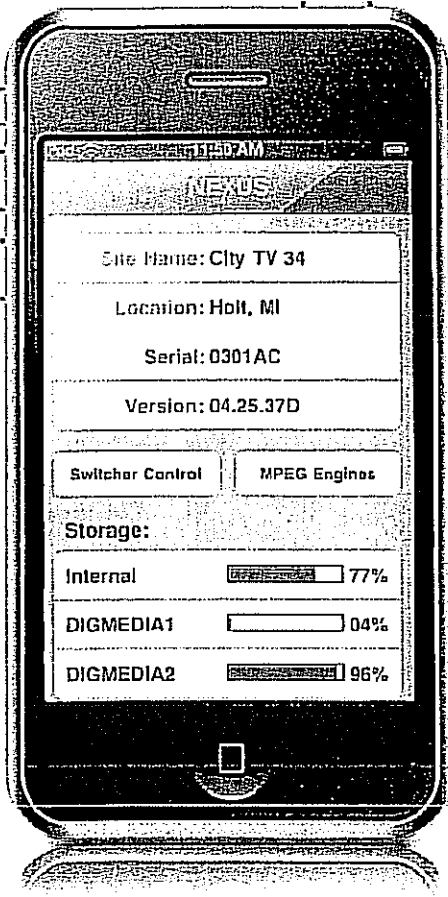 11:50 AM
NEXUS
Site Name: City TV 34
Location: Holt, MI
Serial: 0301AC
Version: 04.25.37D
Switcher Control MPEG Engines
Storage:
Internal 77%
DIGMEDIA1 04%
DIGMEDIA2 96%